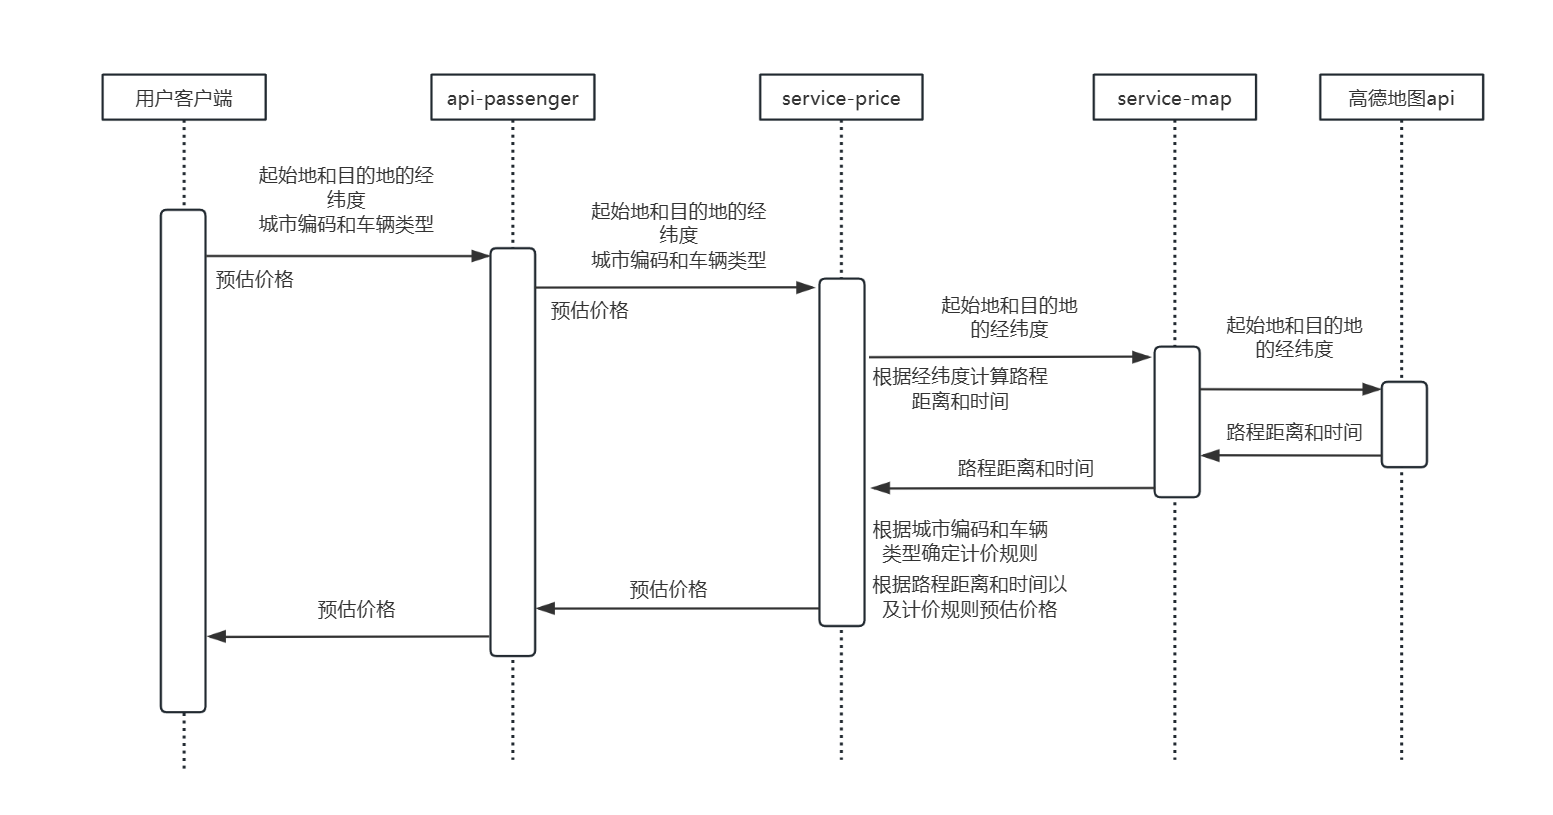 用户客户端
api-passenger
service-price
service-map
高德地图api
起始地和目的地的经
纬度
城市编码和车辆类型
预估价格
起始地和目的地的经
纬度
城市编码和车辆类型
预估价格
起始地和目的地
的经纬度
根据经纬度计算路程
距离和时间
起始地和目的地
的经纬度
路程距离和时间
路程距离和时间
根据城市编码和车辆
类型确定计价规则
根据路程距离和时间以
及计价规则预估价格
预估价格
预估价格